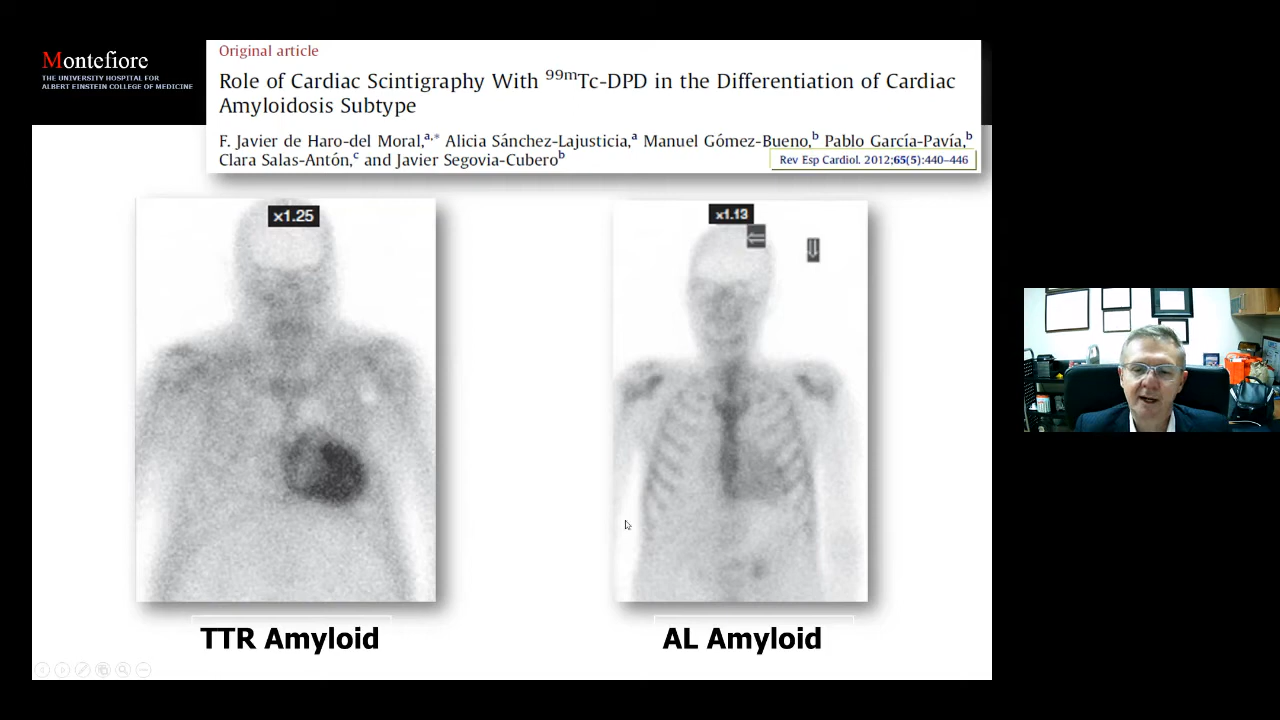 Montefiore
THE UNIVERSITY HOSPITAL FOR
ALBERT EINSTEIN COLLEGE OF MEDICINE
Original article
Role of Cardiac Scintigraphy With 99mTc-DPD in the Differentiation of Cardiac
Amyloidosis Subtype
F. Javier de Haro-del Moral,a,* Alicia Sánchez-Lajusticia,a Manuel Gómez-Bueno,b Pablo García-Pavía,b
Clara Salas-Antón,c and Javier Segovia-Cuberob
Rev Esp Cardiol. 2012;65(5):440–446
x1.25
x1.13
TTR Amyloid
AL Amyloid